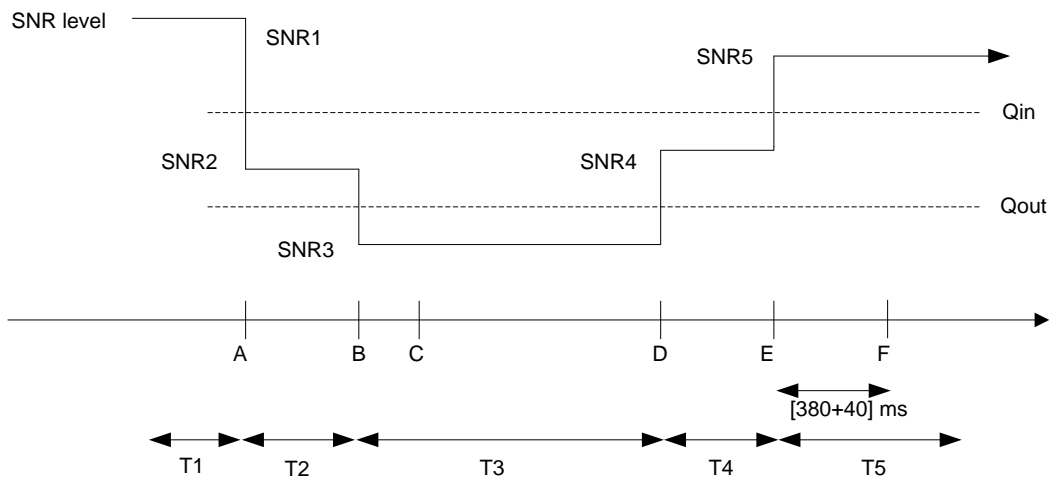 SNR level
SNR1
SNR5
Qin
SNR2
SNR4
Qout
SNR3
A
B
C
D
E
F
[380+40] ms
T1
T2
T3
T4
T5